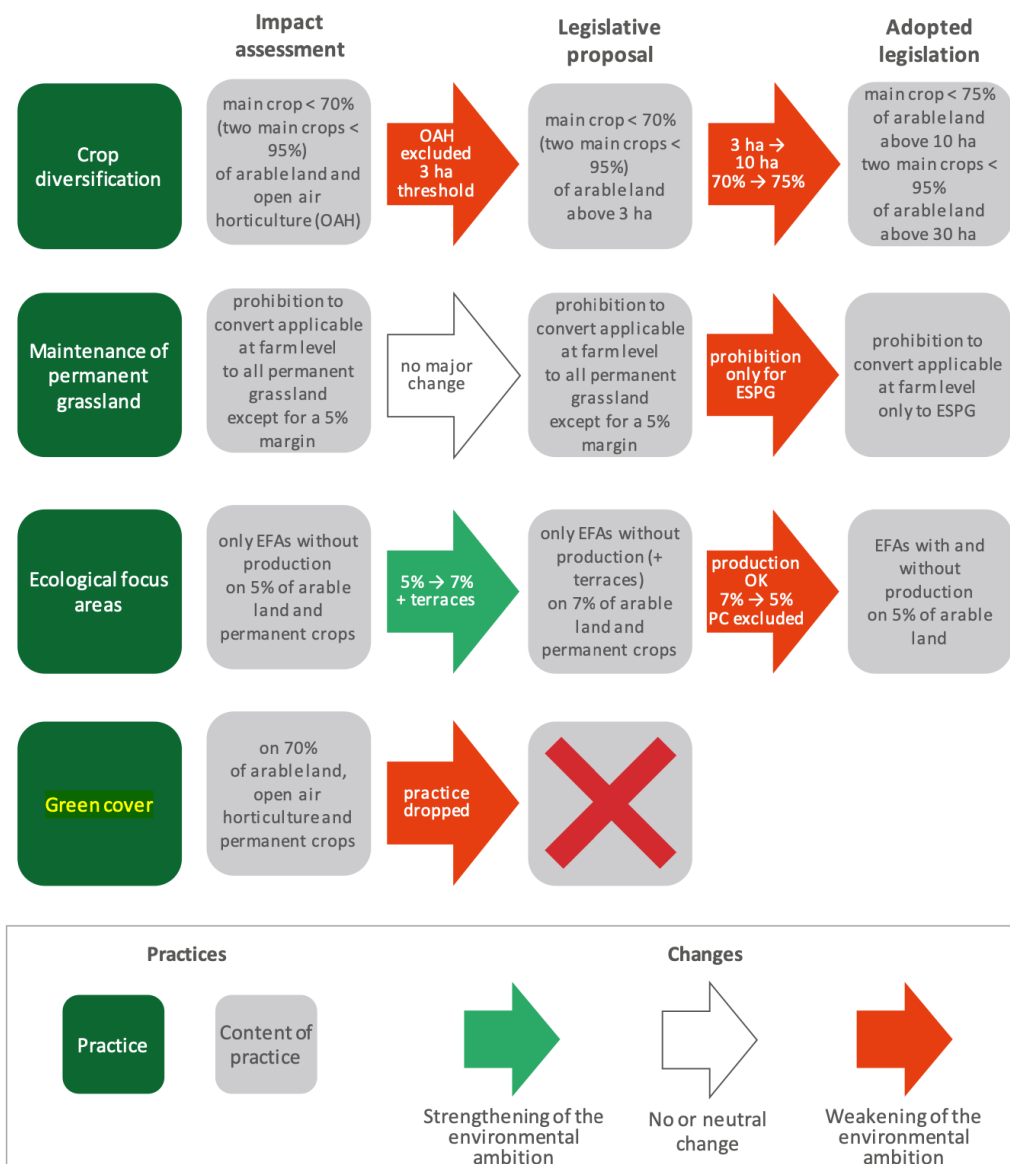 Impact
assessment
Legislative
proposal
Adopted
legislation
Crop
diversification
main crop < 70%
(two main crops <
95%)
of arable land and
open air
horticulture (OAH)
OAH
excluded
3 ha
threshold
main crop < 70%
(two main crops <
95%)
of arable land
above 3 ha
3 ha →
10 ha
70% → 75%
main crop < 75%
of arable land
above 10 ha
two main crops <
95%
of arable land
above 30 ha
Maintenance of
permanent
grassland
prohibition to
convert applicable
at farm level
to all permanent
grassland
except for a 5%
margin
no major
change
prohibition to
convert applicable
at farm level
to all permanent
grassland
except for a 5%
margin
prohibition
only for
ESPG
prohibition to
convert applicable
at farm level
only to ESPG
Ecological focus
areas
only EFAs without
production
on 5% of arable
land and
permanent crops
5% → 7%
+ terraces
only EFAs without
production (+
terraces)
on 7% of arable
land and
permanent crops
production
OK
7% → 5%
PC excluded
EFAs with and
without
production
on 5% of arable
land
Green cover
on 70%
of arable land,
open air
horticulture and
permanent crops
practice
dropped
Practices
Changes
Practice
Content of
practice
Strengthening of the
environmental
ambition
No or neutral
change
Weakening of the
environmental
ambition